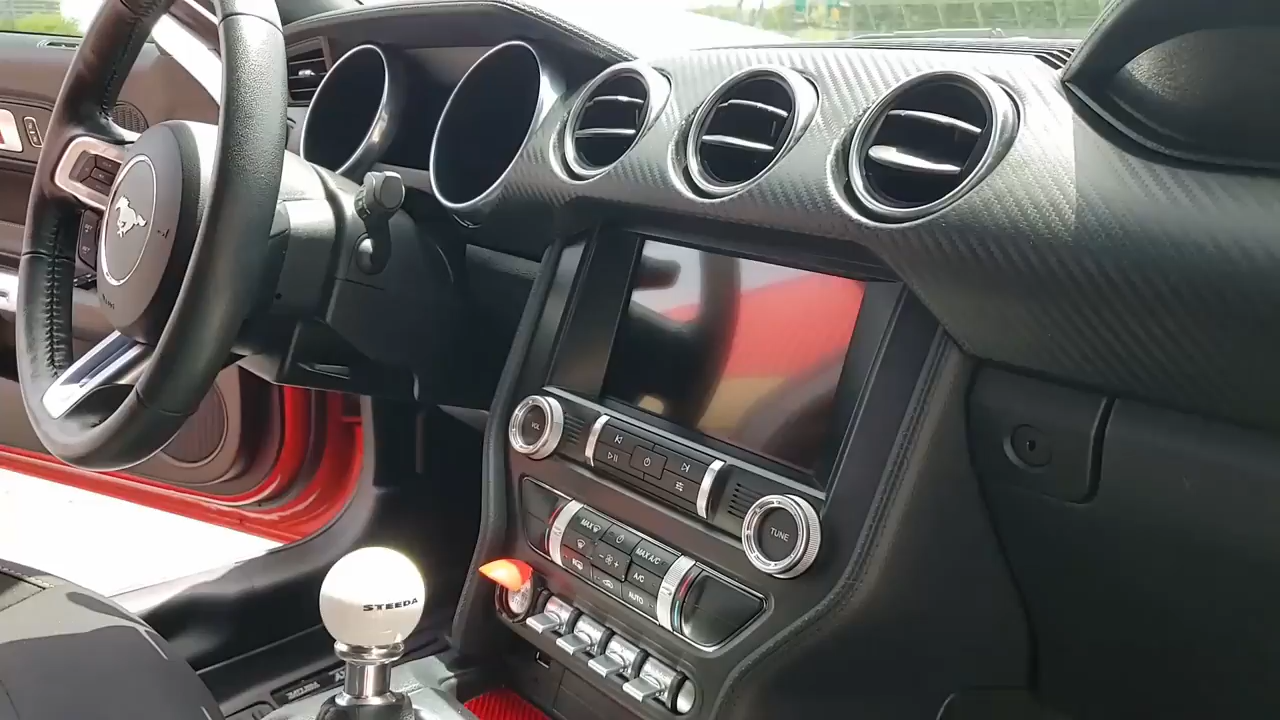 VOL
TUNE
MAX
MAX A/C
A/C
AUTO
STEEDA